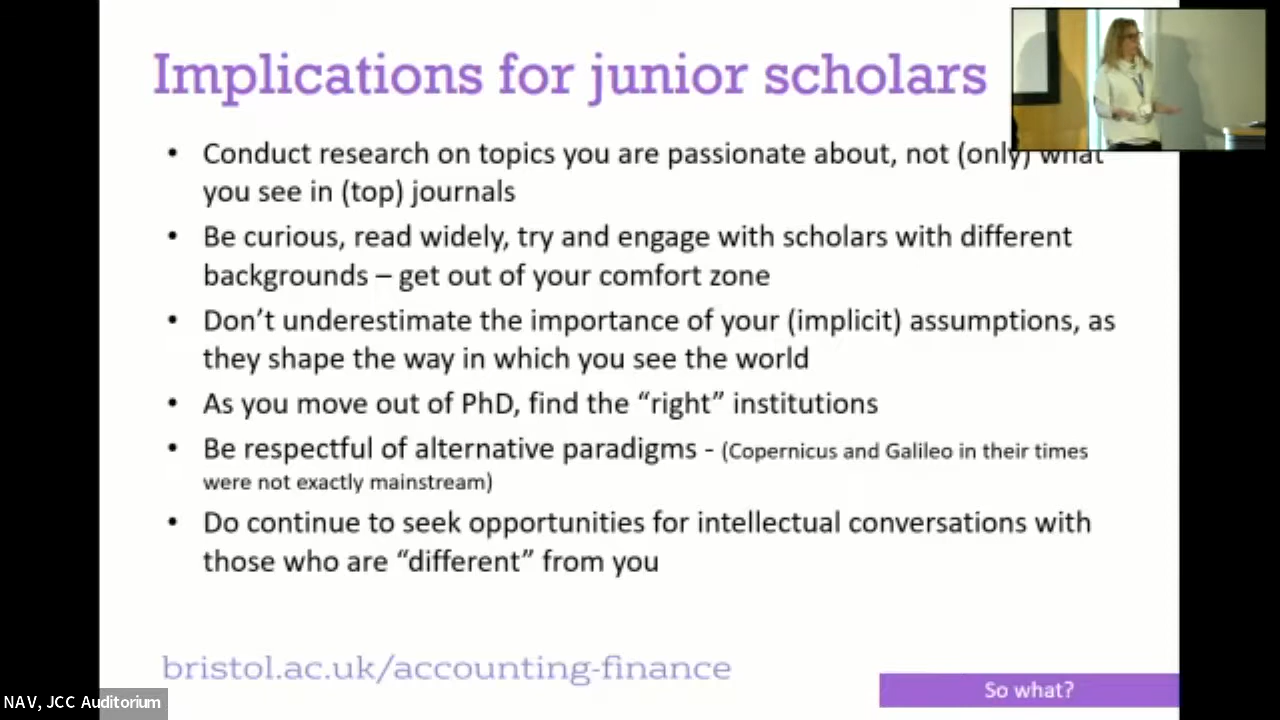 Implications for junior scholars
• Conduct research on topics you are passionate about, not (only) what
you see in (top) journals
• Be curious, read widely, try and engage with scholars with different
backgrounds – get out of your comfort zone
• Don’t underestimate the importance of your (implicit) assumptions, as
they shape the way in which you see the world
• As you move out of PhD, find the “right” institutions
• Be respectful of alternative paradigms - (Copernicus and Galileo in their times
were not exactly mainstream)
• Do continue to seek opportunities for intellectual conversations with
those who are “different” from you
bristol.ac.uk/accounting-finance
So what?
NAV, JCC Auditorium